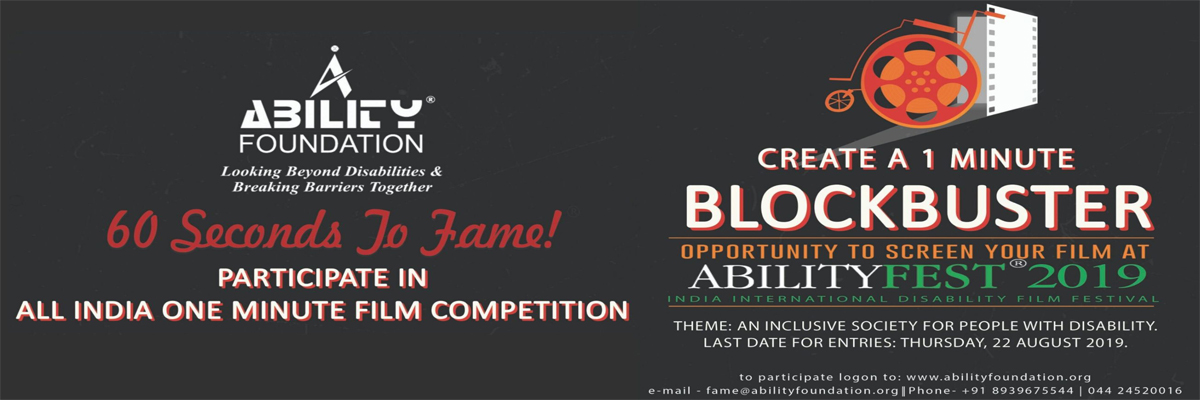 ABILITY®
FOUNDATION
Looking Beyond Disabilities &
Breaking Barriers Together
60 Seconds To Fame!
PARTICIPATE IN
ALL INDIA ONE MINUTE FILM COMPETITION
CREATE A 1 MINUTE
BLOCKBUSTER
OPPORTUNITY TO SCREEN YOUR FILM AT
ABILITYFEST® 2019
INDIA INTERNATIONAL DISABILITY FILM FESTIVAL
THEME: AN INCLUSIVE SOCIETY FOR PEOPLE WITH DISABILITY.
LAST DATE FOR ENTRIES: THURSDAY, 22 AUGUST 2019.
to participate logon to: www.abilityfoundation.org
e-mail - fame@abilityfoundation.org||Phone- +91 8939675544 | 044 24520016